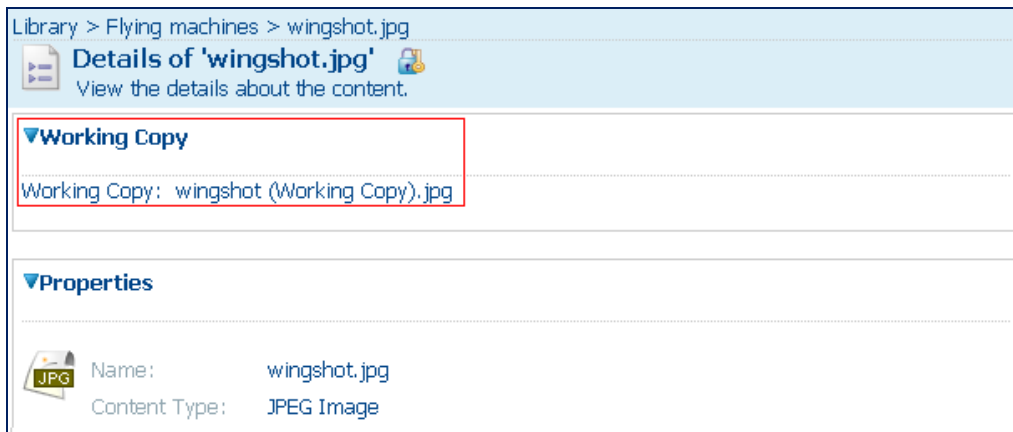 Library > Flying machines > wingshot.jpg
Details of 'wingshot.jpg'
View the details about the content.
Working Copy
Working Copy: wingshot (Working Copy).jpg
Properties
JPG
Name: wingshot.jpg
Content Type: JPEG Image